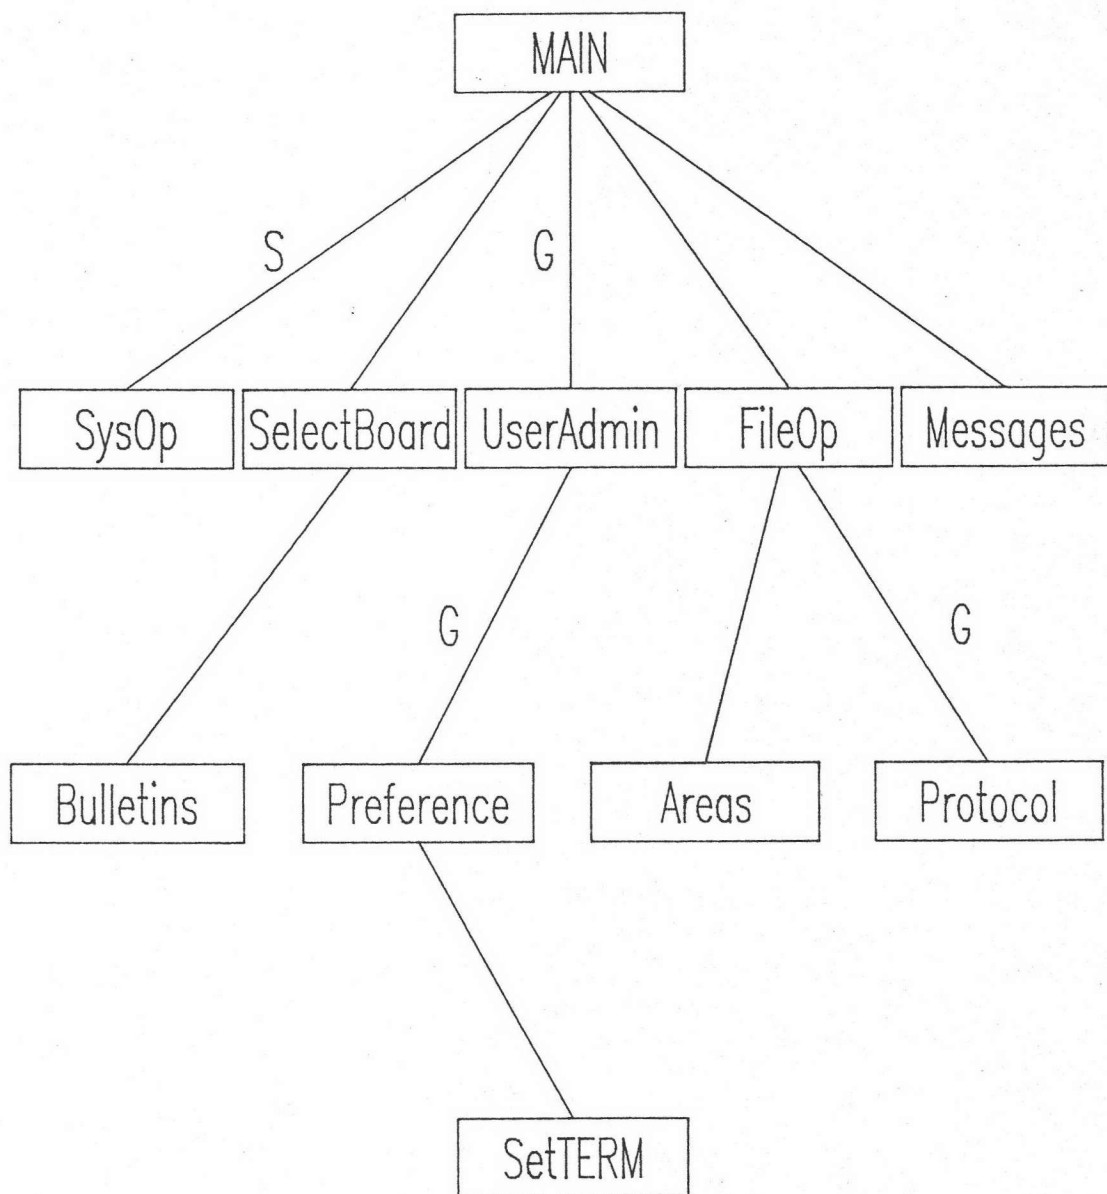 MAIN
S
G
SysOp
SelectBoard
UserAdmin
FileOp
Messages
G
G
Bulletins
Preference
Areas
Protocol
SetTERM